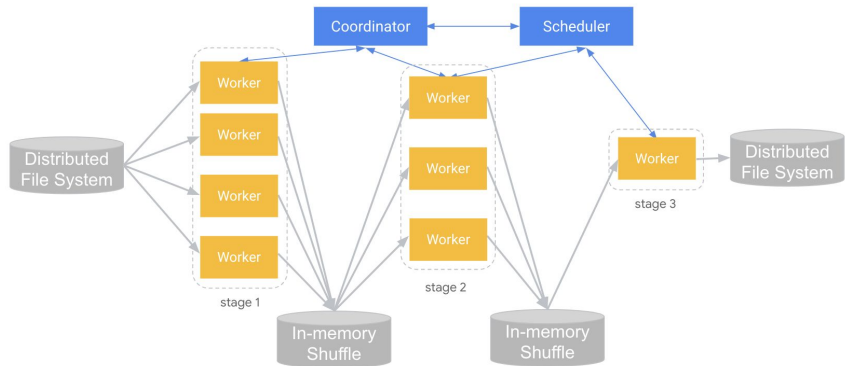 Coordinator
Scheduler
Worker
Worker
Worker
Worker
stage 1
Worker
Worker
Worker
stage 2
Worker
stage 3
Distributed
File System
In-memory
Shuffle
In-memory
Shuffle
Distributed
File System